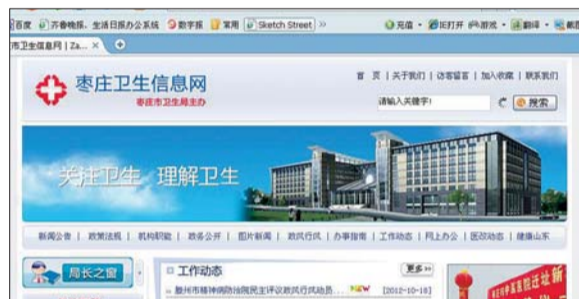 百度 齐鲁晚报、生活日报办公系统 数字报 常用 Sketch Street » 充值 · IE打开 游戏 · 翻译 ·
市卫生信息网 | Za... ×
枣庄卫生信息网
枣庄市卫生局主办
首 页 | 关于我们 | 访客留言 | 加入收藏 | 联系我们
请输入关键字! 搜索
关注卫生 理解卫生
新闻公告 | 政策法规 | 机构职能 | 政务公开 | 图片新闻 | 政风行风 | 办事指南 | 工作动态 | 网上办公 | 医改动态 | 健康山东
局长之窗
工作动态 更多»
滕州市精神病防治院民主评议政风行风动员... NEW [2012-10-18]
医院迁址新